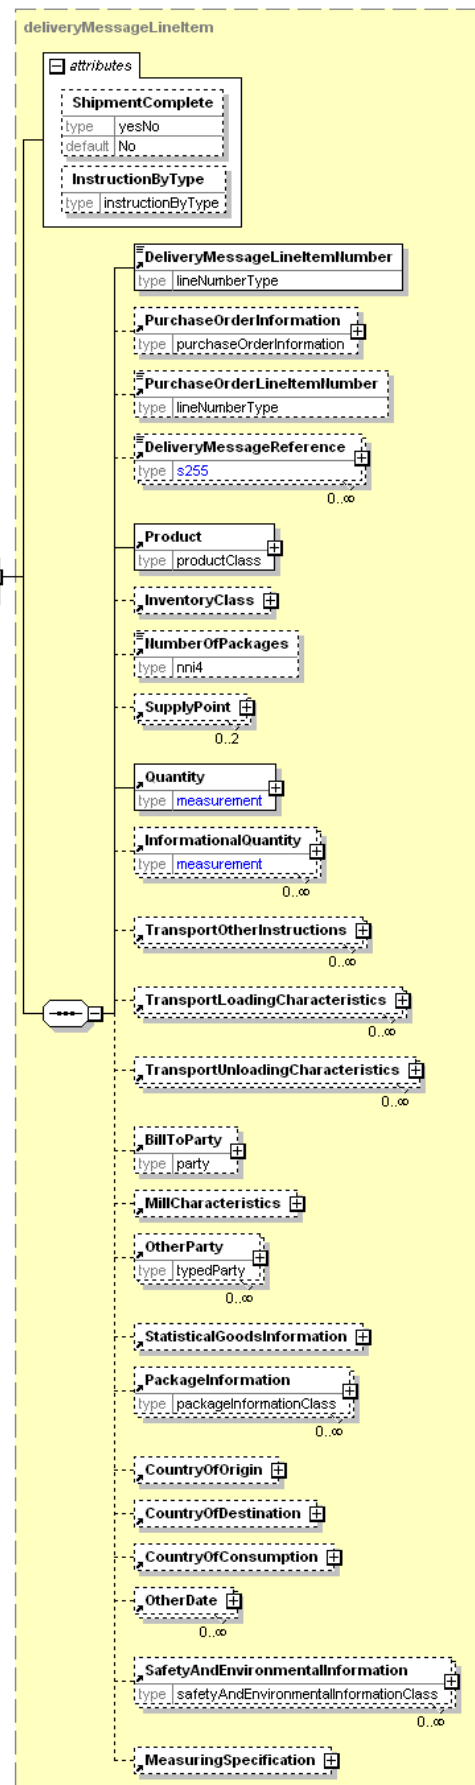 deliveryMessageLineItem
attributes
ShipmentComplete
type yesNo
default No
InstructionByType
type instructionByType
DeliveryMessageLineItemNumber
type lineNumberType
PurchaseOrderInformation
type purchaseOrderInformation
PurchaseOrderLineItemNumber
type lineNumberType
DeliveryMessageReference
type s255
0..∞
Product
type productClass
InventoryClass
NumberOfPackages
type nni4
SupplyPoint
0..2
Quantity
type measurement
InformationalQuantity
type measurement
0..∞
TransportOtherInstructions
0..∞
TransportLoadingCharacteristics
0..∞
TransportUnloadingCharacteristics
0..∞
BillToParty
type party
MillCharacteristics
OtherParty
type typedParty
0..∞
StatisticalGoodsInformation
PackageInformation
type packageInformationClass
0..∞
CountryOfOrigin
CountryOfDestination
CountryOfConsumption
OtherDate
0..∞
SafetyAndEnvironmentalInformation
type safetyAndEnvironmentalInformationClass
0..∞
MeasuringSpecification